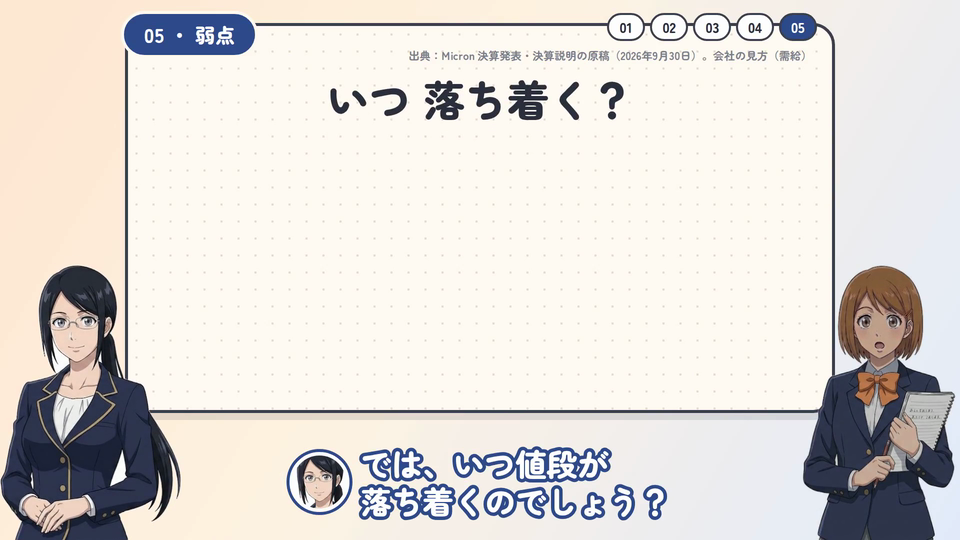 05 ・ 弱点
01 02 03 04 05
出典：Micron 決算発表・決算説明の原稿（2026年9月30日）。会社の見方（需給）
いつ 落ち着く？
では、いつ値段が
落ち着くのでしょう？